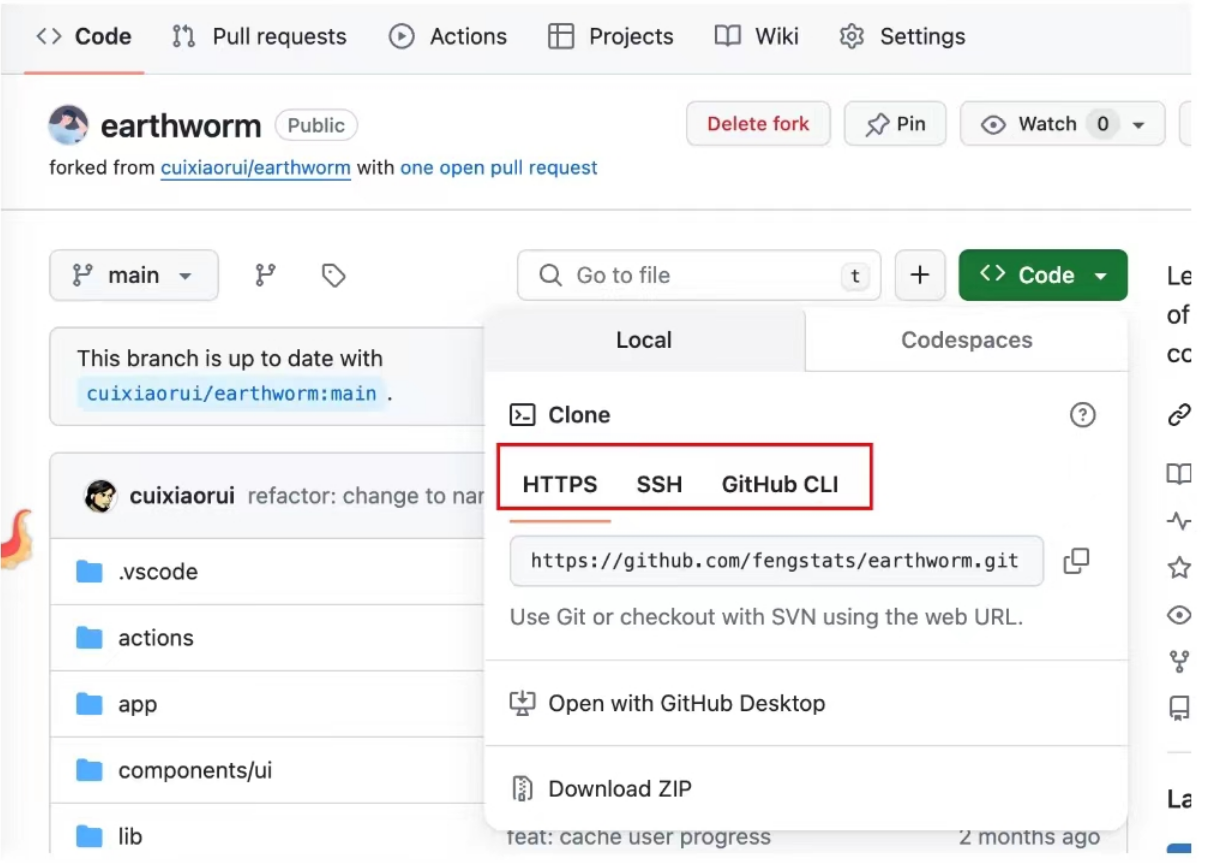 Code Pull requests Actions Projects Wiki Settings
earthworm Public Delete fork Pin Watch 0
forked from cuixiaorui/earthworm with one open pull request
main Go to file t Code
Local Codespaces
This branch is up to date with
cuixiaorui/earthworm:main .
Clone
HTTPS SSH GitHub CLI
cuixiaorui refactor: change to
https://github.com/fengstats/earthworm.git
Use Git or checkout with SVN using the web URL.
.vscode
actions
app
components/ui
lib
Open with GitHub Desktop
Download ZIP
feat: cache user progress 2 months ago
of